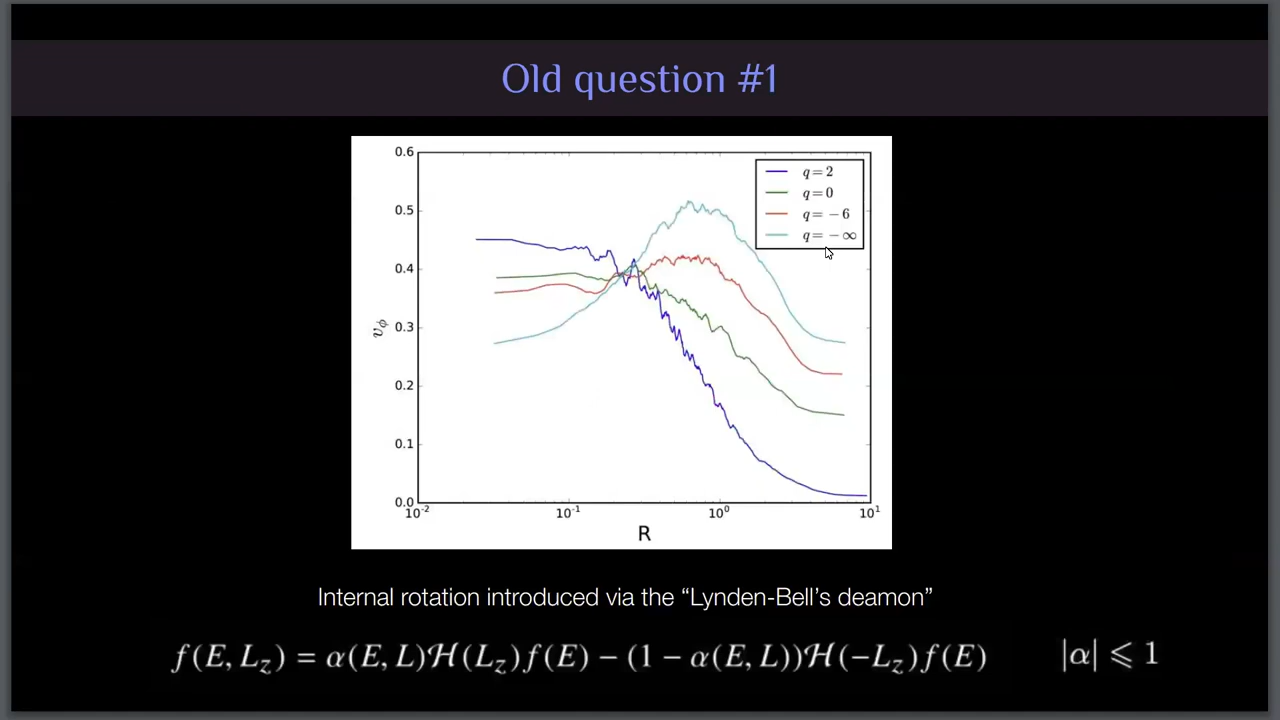 Old question #1
0.6
0.5
0.4
0.3
0.2
0.1
0.0
v_ϕ
q = 2
q = 0
q = −6
q = −∞
10⁻² 10⁻¹ 10⁰ 10¹
R
Internal rotation introduced via the “Lynden-Bell’s deamon”
f(E, L_z) = α(E, L)ℋ(L_z)f(E) − (1 − α(E, L))ℋ(−L_z)f(E) |α| ⩽ 1